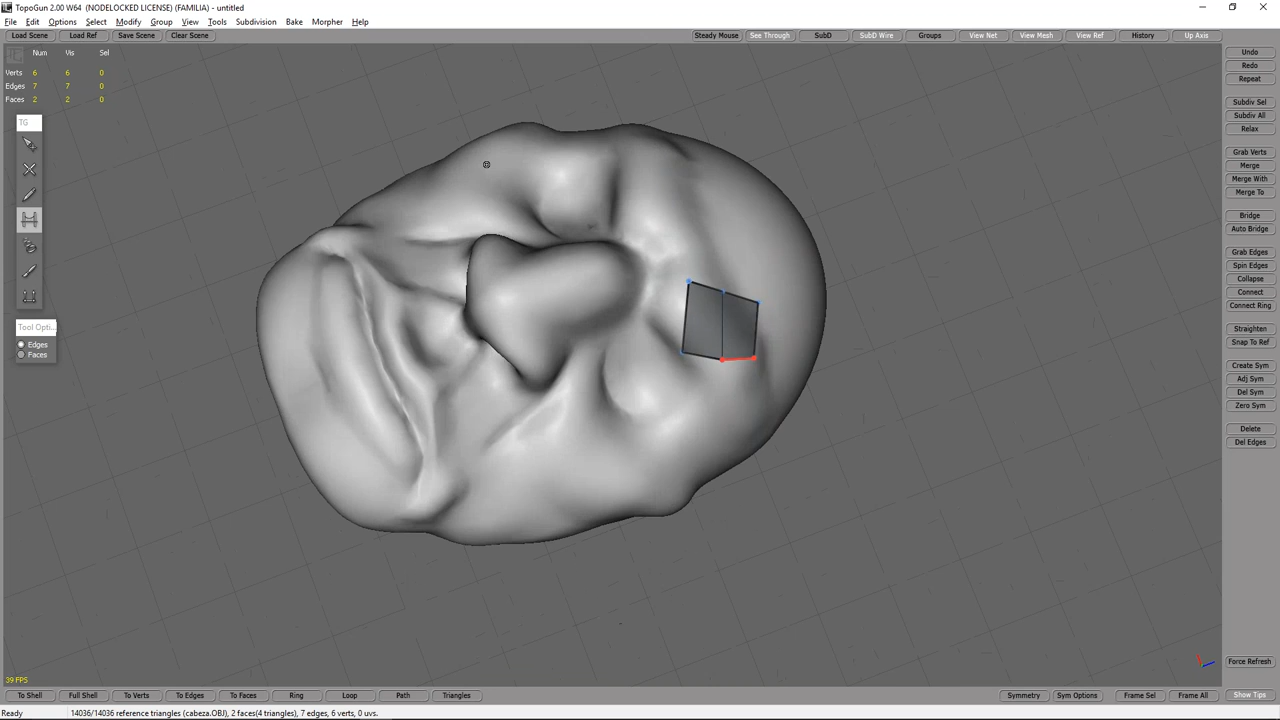 TopoGun 2.00 W64 (NODELOCKED LICENSE) (FAMILIA) - untitled
File Edit Options Select Modify Group View Tools Subdivision Bake Morpher Help
Load Scene Load Ref Save Scene Clear Scene Steady Mouse See Through SubD SubD Wire Groups View Net View Mesh View Ref History Up Axis
Num Vis Sel
Verts 6 6 0
Edges 7 7 0
Faces 2 2 0
TG
Tool Opti...
Edges
Faces
Undo
Redo
Repeat
Subdiv Sel
Subdiv All
Relax
Grab Verts
Merge
Merge With
Merge To
Bridge
Auto Bridge
Grab Edges
Spin Edges
Collapse
Connect
Connect Ring
Straighten
Snap To Ref
Create Sym
Adj Sym
Del Sym
Zero Sym
Delete
Del Edges
Force Refresh
39 FPS
To Shell Full Shell To Verts To Edges To Faces Ring Loop Path Triangles Symmetry Sym Options Frame Sel Frame All Show Tips
Ready 14036/14036 reference triangles (cabeza.OBJ), 2 faces(4 triangles), 7 edges, 6 verts, 0 uvs.